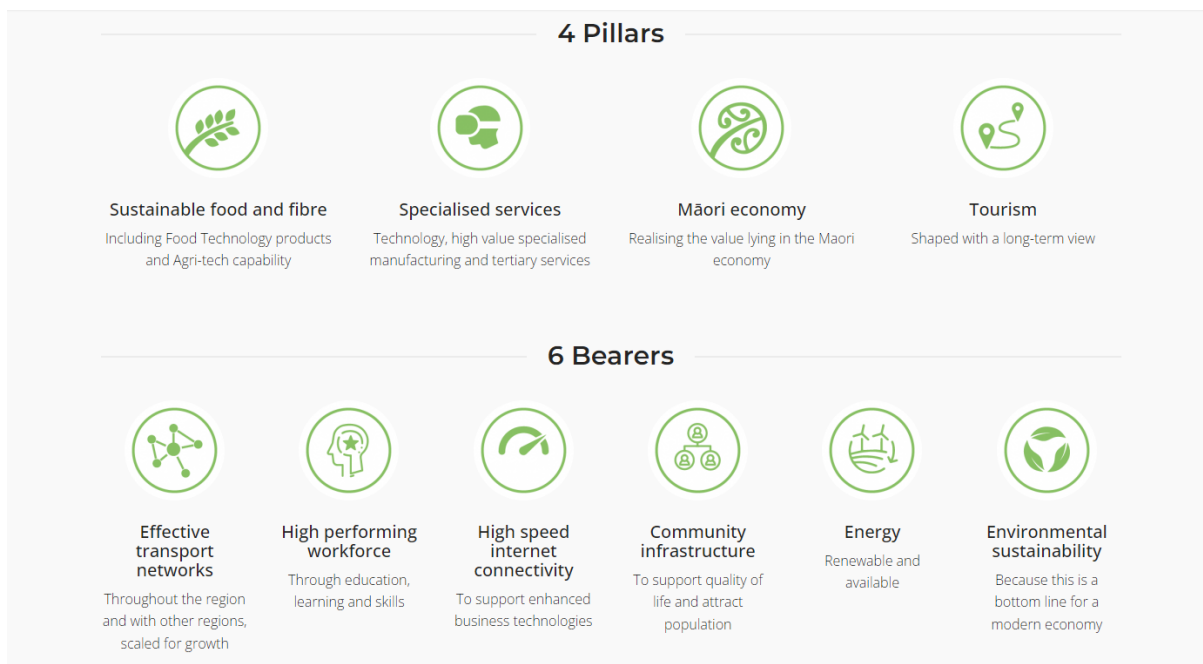 4 Pillars
Sustainable food and fibre
Including Food Technology products
and Agri-tech capability
Specialised services
Technology, high value specialised
manufacturing and tertiary services
Māori economy
Realising the value lying in the Maori
economy
Tourism
Shaped with a long-term view
6 Bearers
Effective
transport
networks
Throughout the region
and with other regions,
scaled for growth
High performing
workforce
Through education,
learning and skills
High speed
internet
connectivity
To support enhanced
business technologies
Community
infrastructure
To support quality of
life and attract
population
Energy
Renewable and
available
Environmental
sustainability
Because this is a
bottom line for a
modern economy